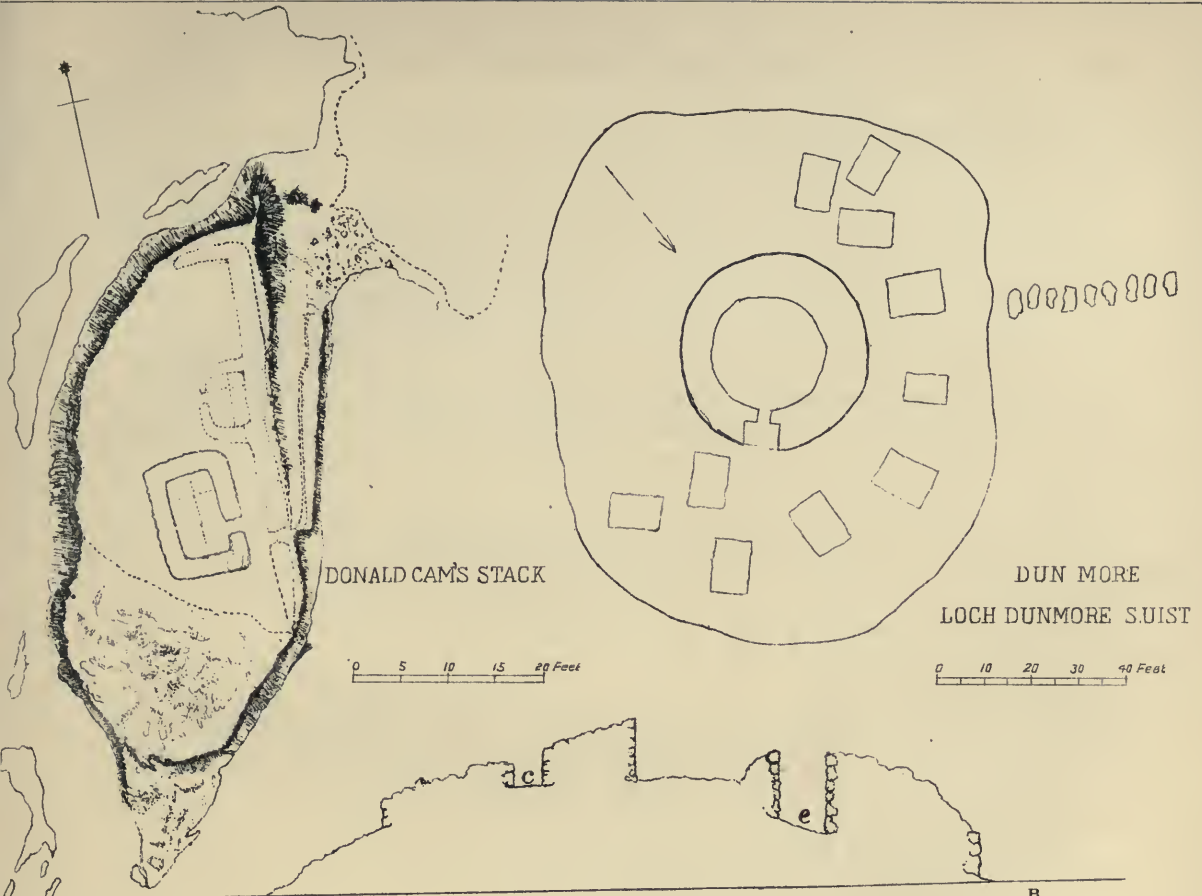 DONALD CAM'S STACK
0 5 10 15 20 Feet
DUN MORE
LOCH DUNMORE S.UIST
0 10 20 30 40 Feet
c
e
B